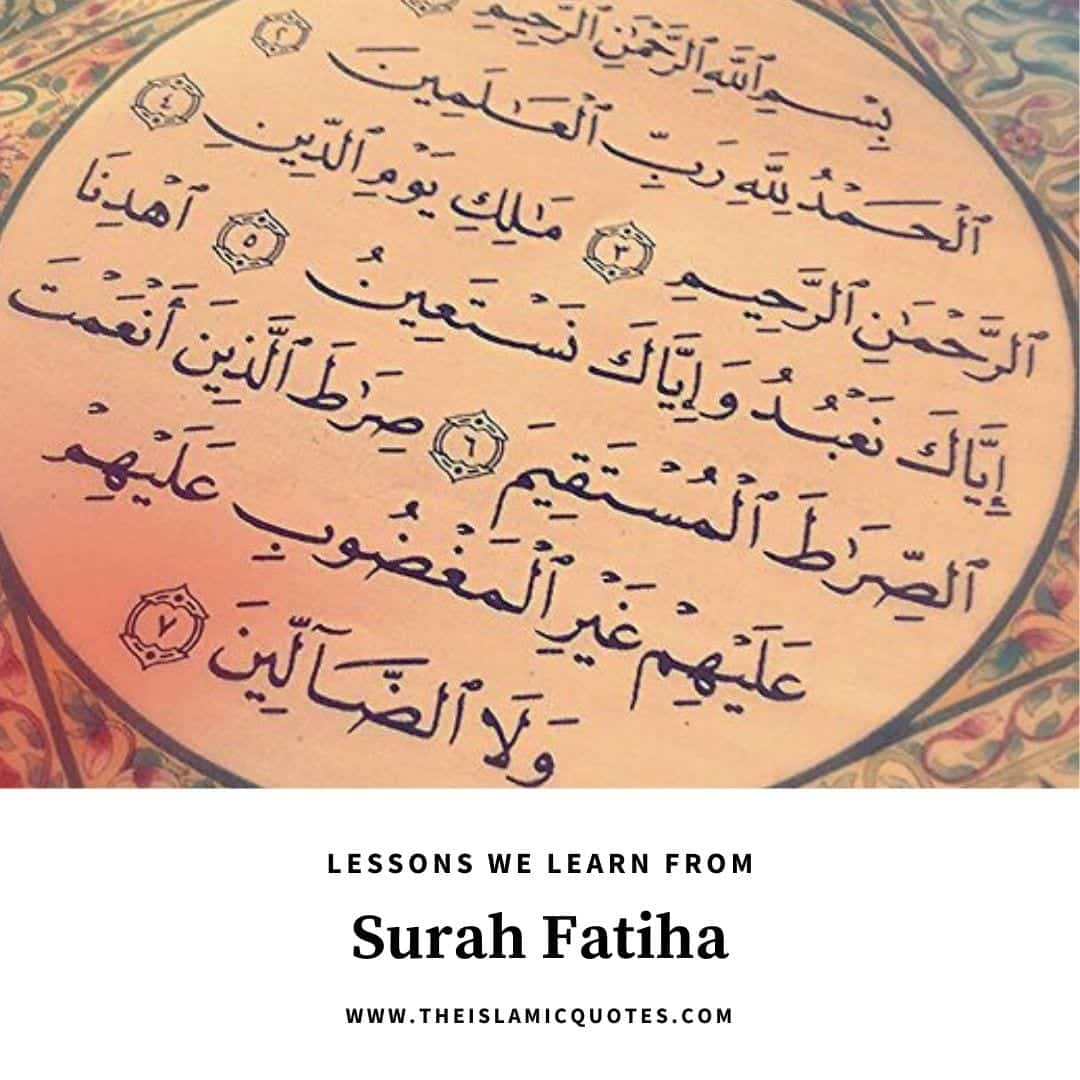 بِسْمِ ٱللَّهِ ٱلرَّحْمَٰنِ ٱلرَّحِيمِ
ٱلْحَمْدُ لِلَّهِ رَبِّ ٱلْعَٰلَمِينَ ٢
ٱلرَّحْمَٰنِ ٱلرَّحِيمِ ٣ مَٰلِكِ يَوْمِ ٱلدِّينِ ٤
إِيَّاكَ نَعْبُدُ وَإِيَّاكَ نَسْتَعِينُ ٥ ٱهْدِنَا
ٱلصِّرَٰطَ ٱلْمُسْتَقِيمَ ٦ صِرَٰطَ ٱلَّذِينَ أَنْعَمْتَ
عَلَيْهِمْ غَيْرِ ٱلْمَغْضُوبِ عَلَيْهِمْ
وَلَا ٱلضَّآلِّينَ ٧
LESSONS WE LEARN FROM
Surah Fatiha
WWW.THEISLAMICQUOTES.COM